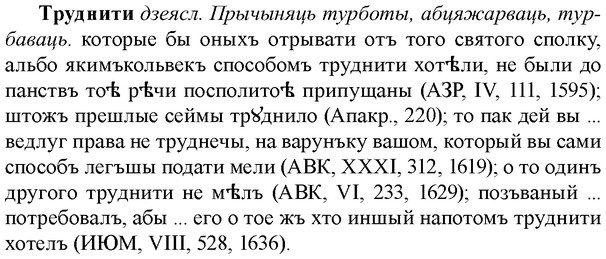 Труднити дзеясл. Прычыняць турботы, абцяжарваць, тур-
баваць. которые бы оныхъ отрывати отъ того святого сполку,
альбо якимъкольвекъ способомъ труднити хотѣли, не были до
панствъ тоѣ рѣчи посполитоѣ припущаны (АЗР, IV, 111, 1595);
штожъ прешлые сеймы трꙋднило (Апакр., 220); то пак дей вы ...
ведлуг права не труднечы, на варунъку вашом, который вы сами
способъ легъшы подати мели (АВК, XXXI, 312, 1619); о то одинъ
другого труднити не мѣлъ (АВК, VI, 233, 1629); позъваный ...
потребовалъ, абы ... его о тое жъ хто иншый напотомъ труднити
хотелъ (ИЮМ, VIII, 528, 1636).